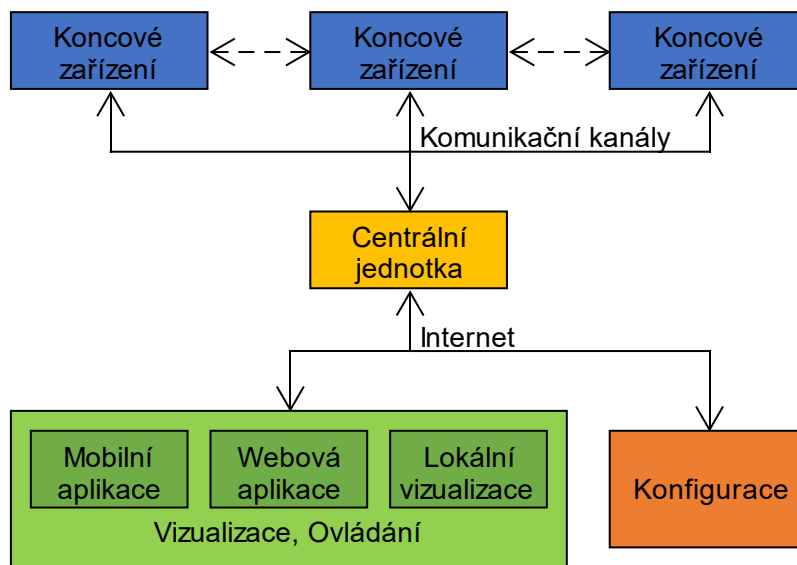 Koncové
zařízení
Koncové
zařízení
Koncové
zařízení
Komunikační kanály
Centrální
jednotka
Internet
Mobilní
aplikace
Webová
aplikace
Lokální
vizualizace
Vizualizace, Ovládání
Konfigurace